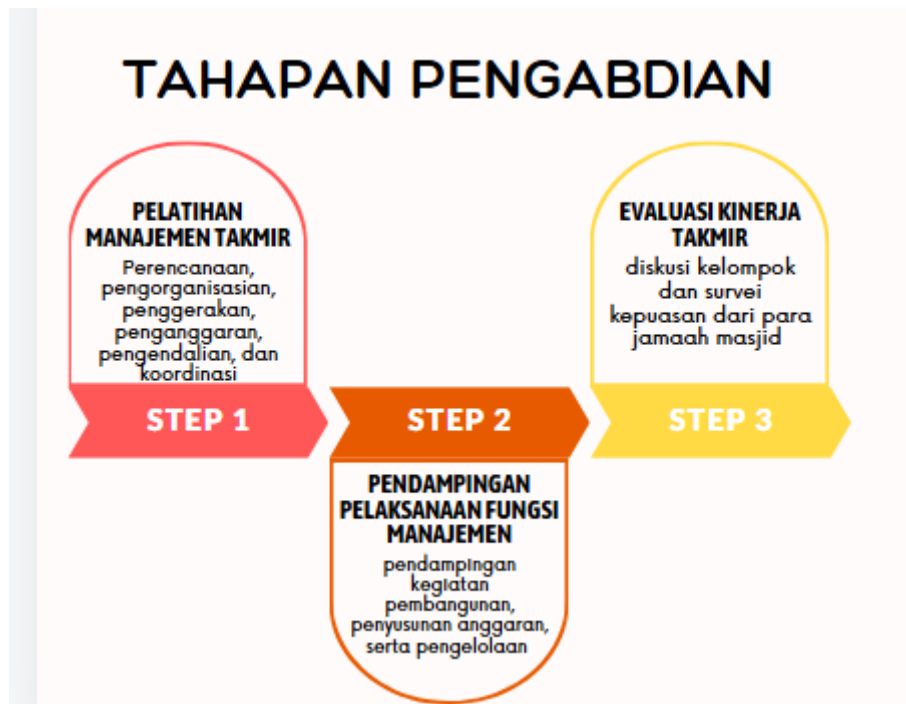 TAHAPAN PENGABDIAN
PELATIHAN
MANAJEMEN TAKMIR
Perencanaan,
pengorganisasian,
penggerakan,
penganggaran,
pengendalian, dan
koordinasi
STEP 1
STEP 2
PENDAMPINGAN
PELAKSANAAN FUNGSI
MANAJEMEN
pendampingan
kegiatan
pembangunan,
penyusunan anggaran,
serta pengelolaan
EVALUASI KINERJA
TAKMIR
diskusi kelompok
dan survei
kepuasan dari para
jamaah masjid
STEP 3